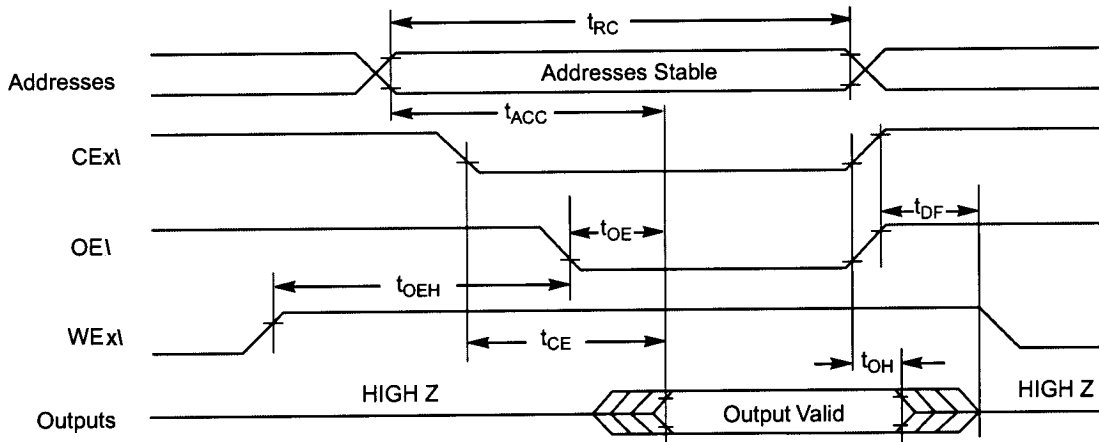 tRC
Addresses
Addresses Stable
tACC
CEx\
tDF
OE\
tOE
tOEH
WEx\
tCE
tOH
HIGH Z
HIGH Z
Outputs
Output Valid